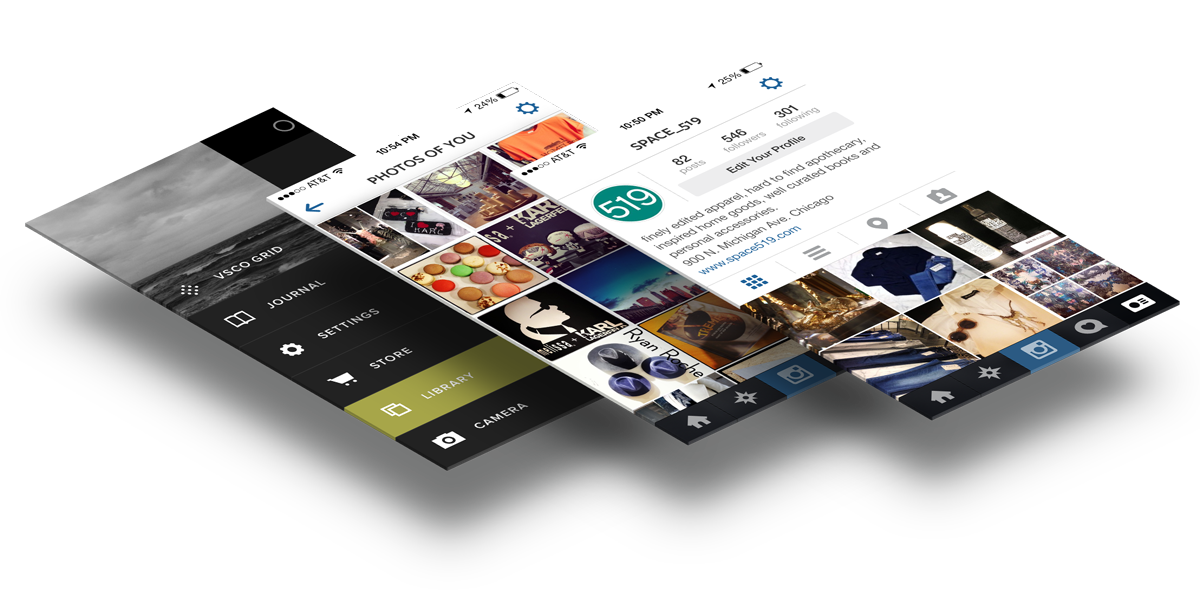 VSCO GRID
JOURNAL
SETTINGS
STORE
LIBRARY
CAMERA
AT&T
10:54 PM
24%
PHOTOS OF YOU
COCO
KARL
LAGERFELD
melissa + KARL
LAGERFELD
Ryan Roche
AT&T
10:50 PM
25%
SPACE_519
519
82
posts
546
followers
301
following
Edit Your Profile
finely edited apparel, hard to find apothecary,
inspired home goods, well curated books and
personal accessories.
900 N. Michigan Ave. Chicago
www.space519.com